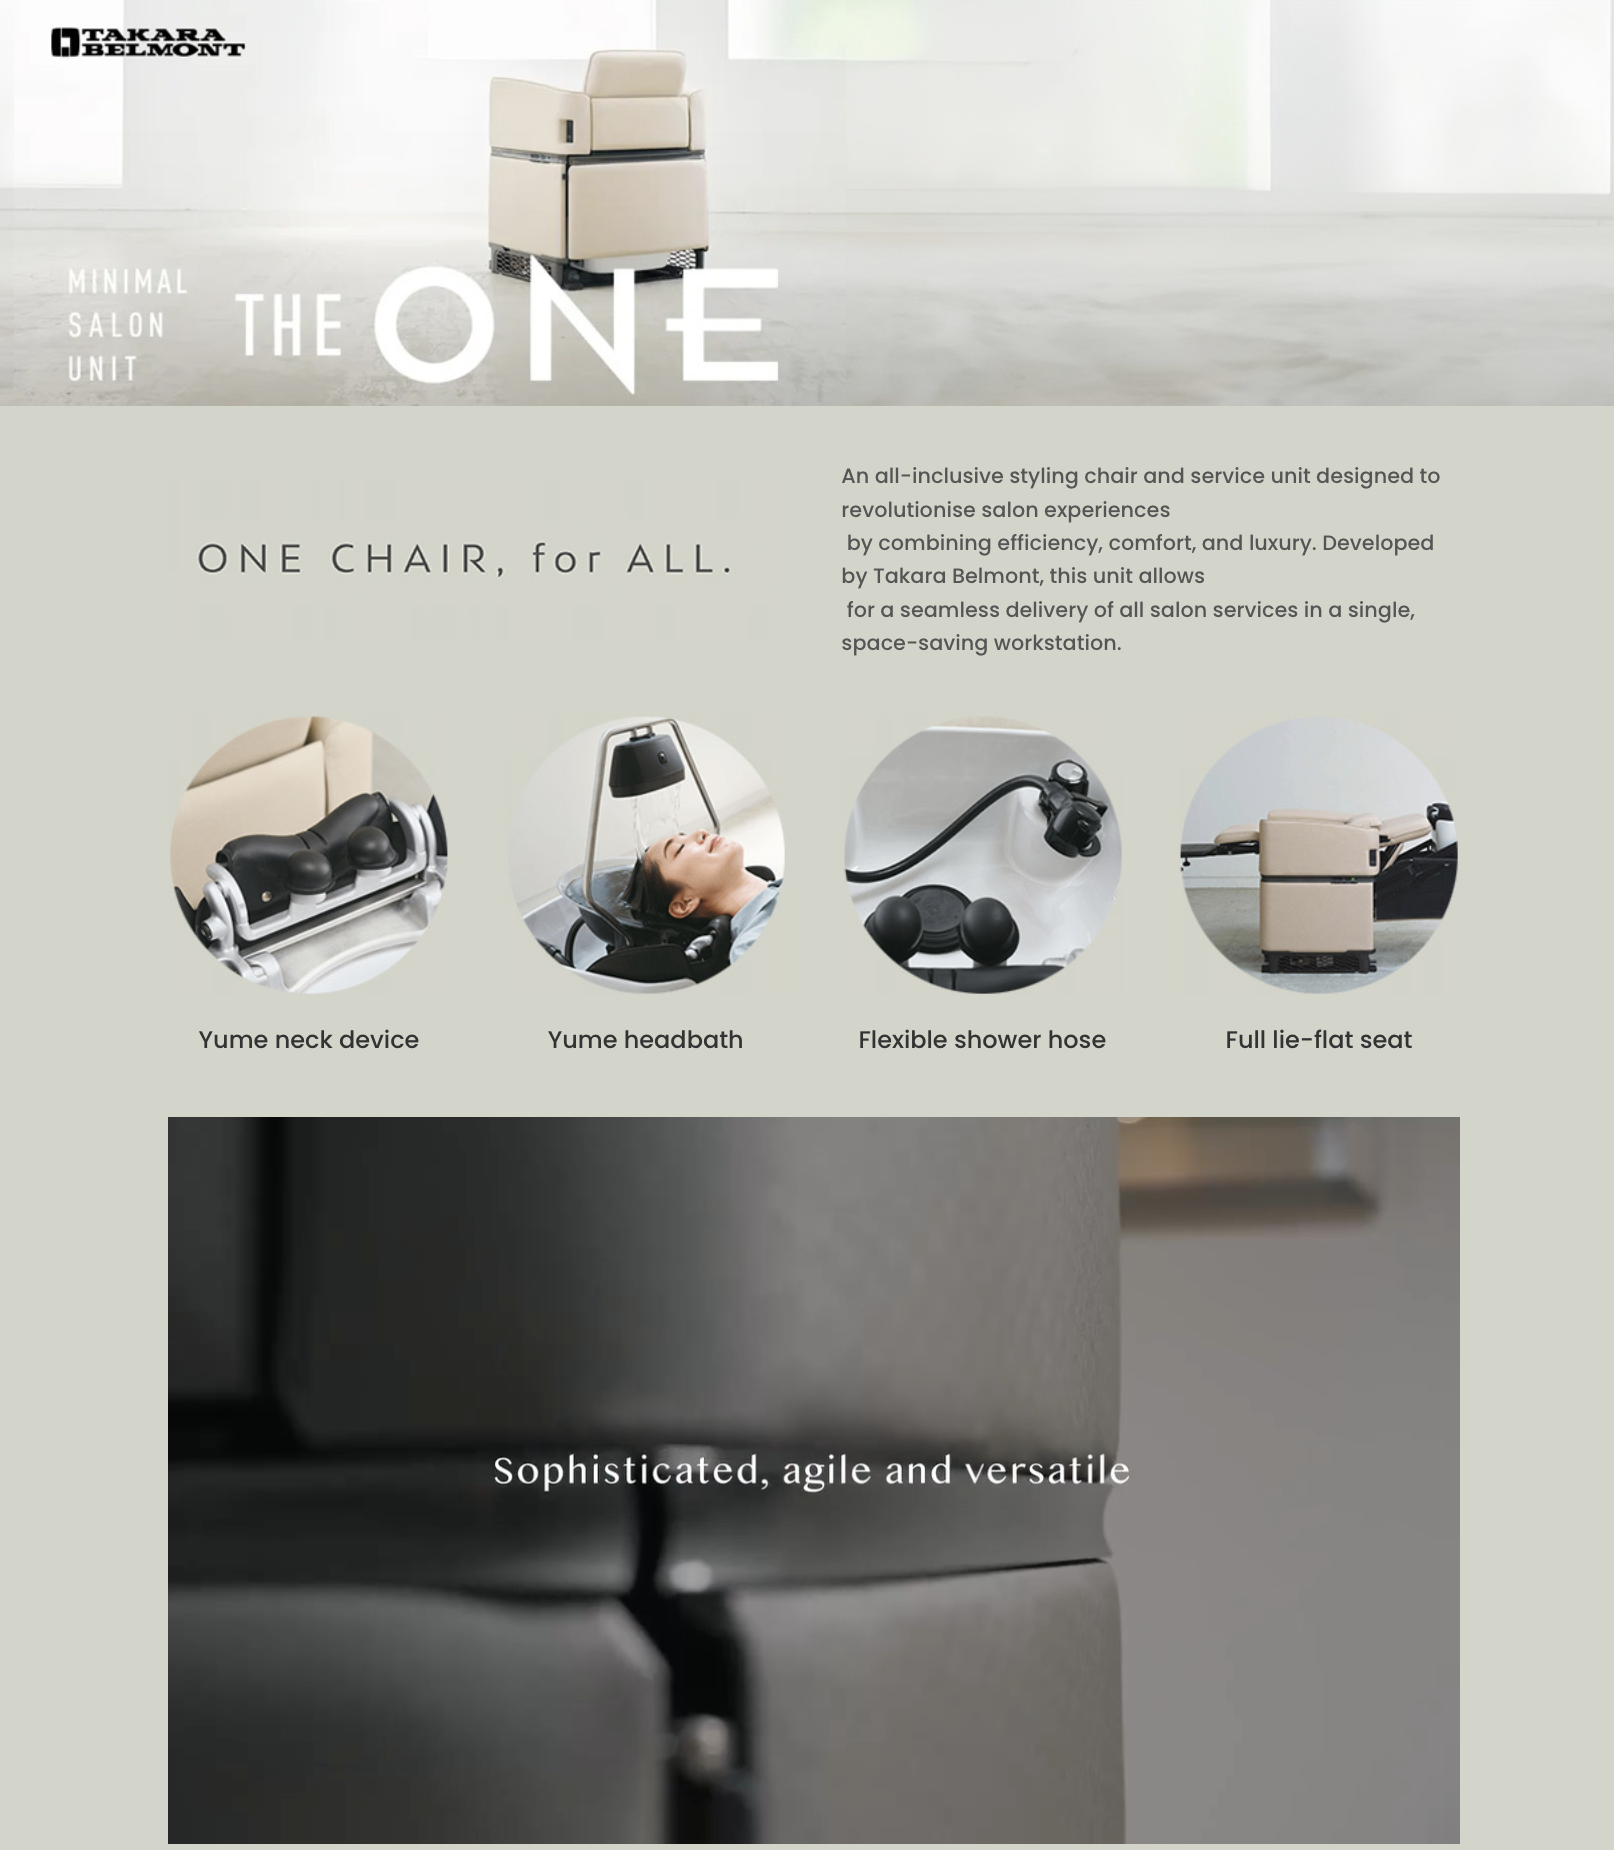 TAKARA
BELMONT
MINIMAL
SALON
UNIT
THE ONE
ONE CHAIR, for ALL.
An all-inclusive styling chair and service unit designed to
revolutionise salon experiences
by combining efficiency, comfort, and luxury. Developed
by Takara Belmont, this unit allows
for a seamless delivery of all salon services in a single,
space-saving workstation.
Yume neck device
Yume headbath
Flexible shower hose
Full lie-flat seat
Sophisticated, agile and versatile